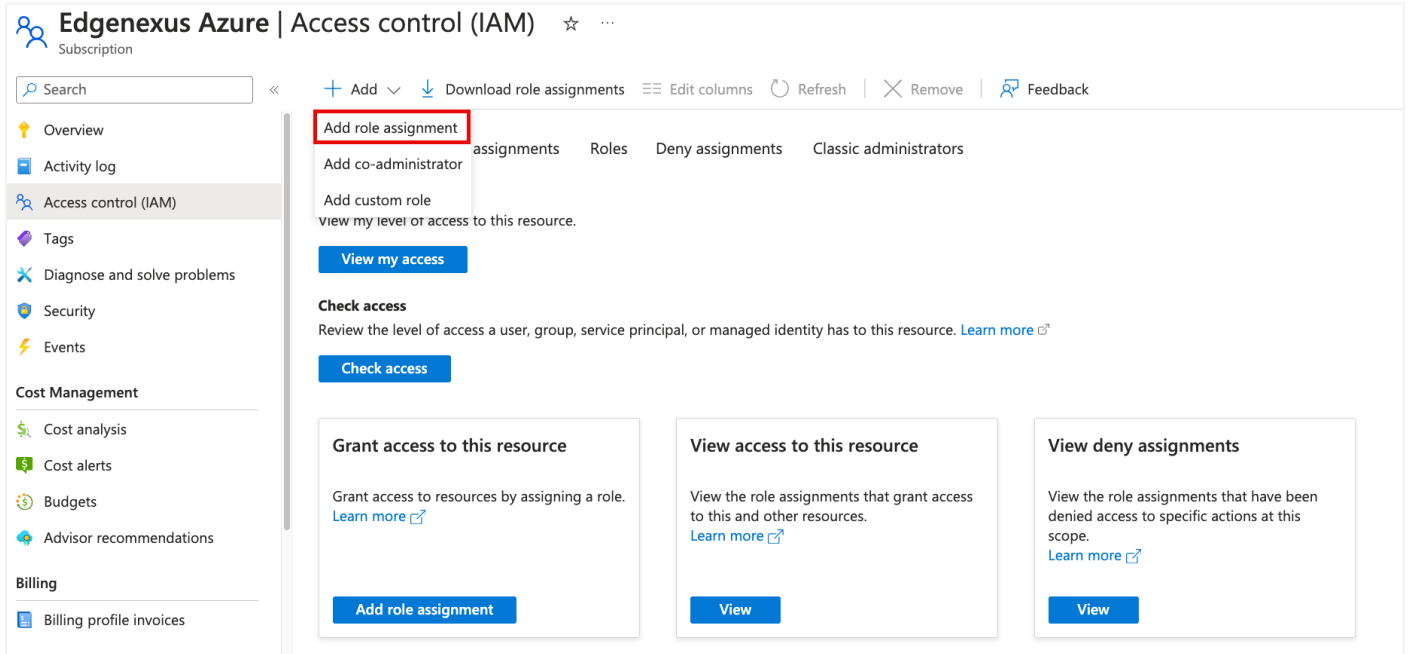 Edgenexus Azure | Access control (IAM)
Subscription
Search
Add
Download role assignments
Edit columns
Refresh
Remove
Feedback
Overview
Activity log
Access control (IAM)
Tags
Diagnose and solve problems
Security
Events
Cost Management
Cost analysis
Cost alerts
Budgets
Advisor recommendations
Billing
Billing profile invoices
Add role assignment
Add co-administrator
Add custom role
assignments
Roles
Deny assignments
Classic administrators
View my level of access to this resource.
View my access
Check access
Review the level of access a user, group, service principal, or managed identity has to this resource. Learn more
Check access
Grant access to this resource
Grant access to resources by assigning a role.
Learn more
Add role assignment
View access to this resource
View the role assignments that grant access
to this and other resources.
Learn more
View
View deny assignments
View the role assignments that have been
denied access to specific actions at this
scope.
Learn more
View